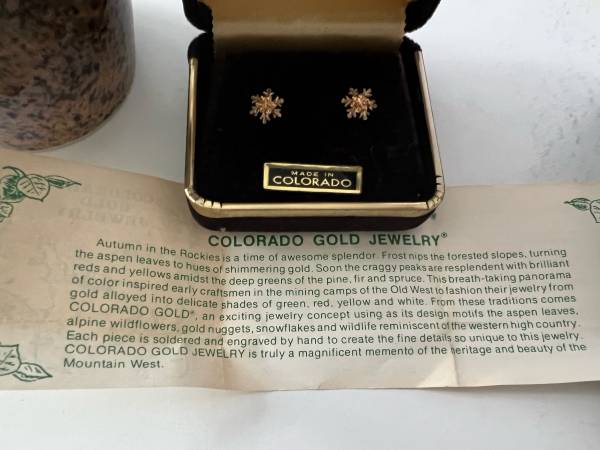 MADE IN
COLORADO
COLORADO GOLD JEWELRY®
Autumn in the Rockies is a time of awesome splendor. Frost nips the forested slopes, turning
the aspen leaves to hues of shimmering gold. Soon the craggy peaks are resplendent with brilliant
reds and yellows amidst the deep greens of the pine, fir and spruce. This breath-taking panorama
of color inspired early craftsmen in the mining camps of the Old West to fashion their jewelry from
gold alloyed into delicate shades of green, red, yellow and white. From these traditions comes
COLORADO GOLD®, an exciting jewelry concept using as its design motifs the aspen leaves,
alpine wildflowers, gold nuggets, snowflakes and wildlife reminiscent of the western high country.
Each piece is soldered and engraved by hand to create the fine details so unique to this jewelry.
COLORADO GOLD JEWELRY is truly a magnificent memento of the heritage and beauty of the
Mountain West.